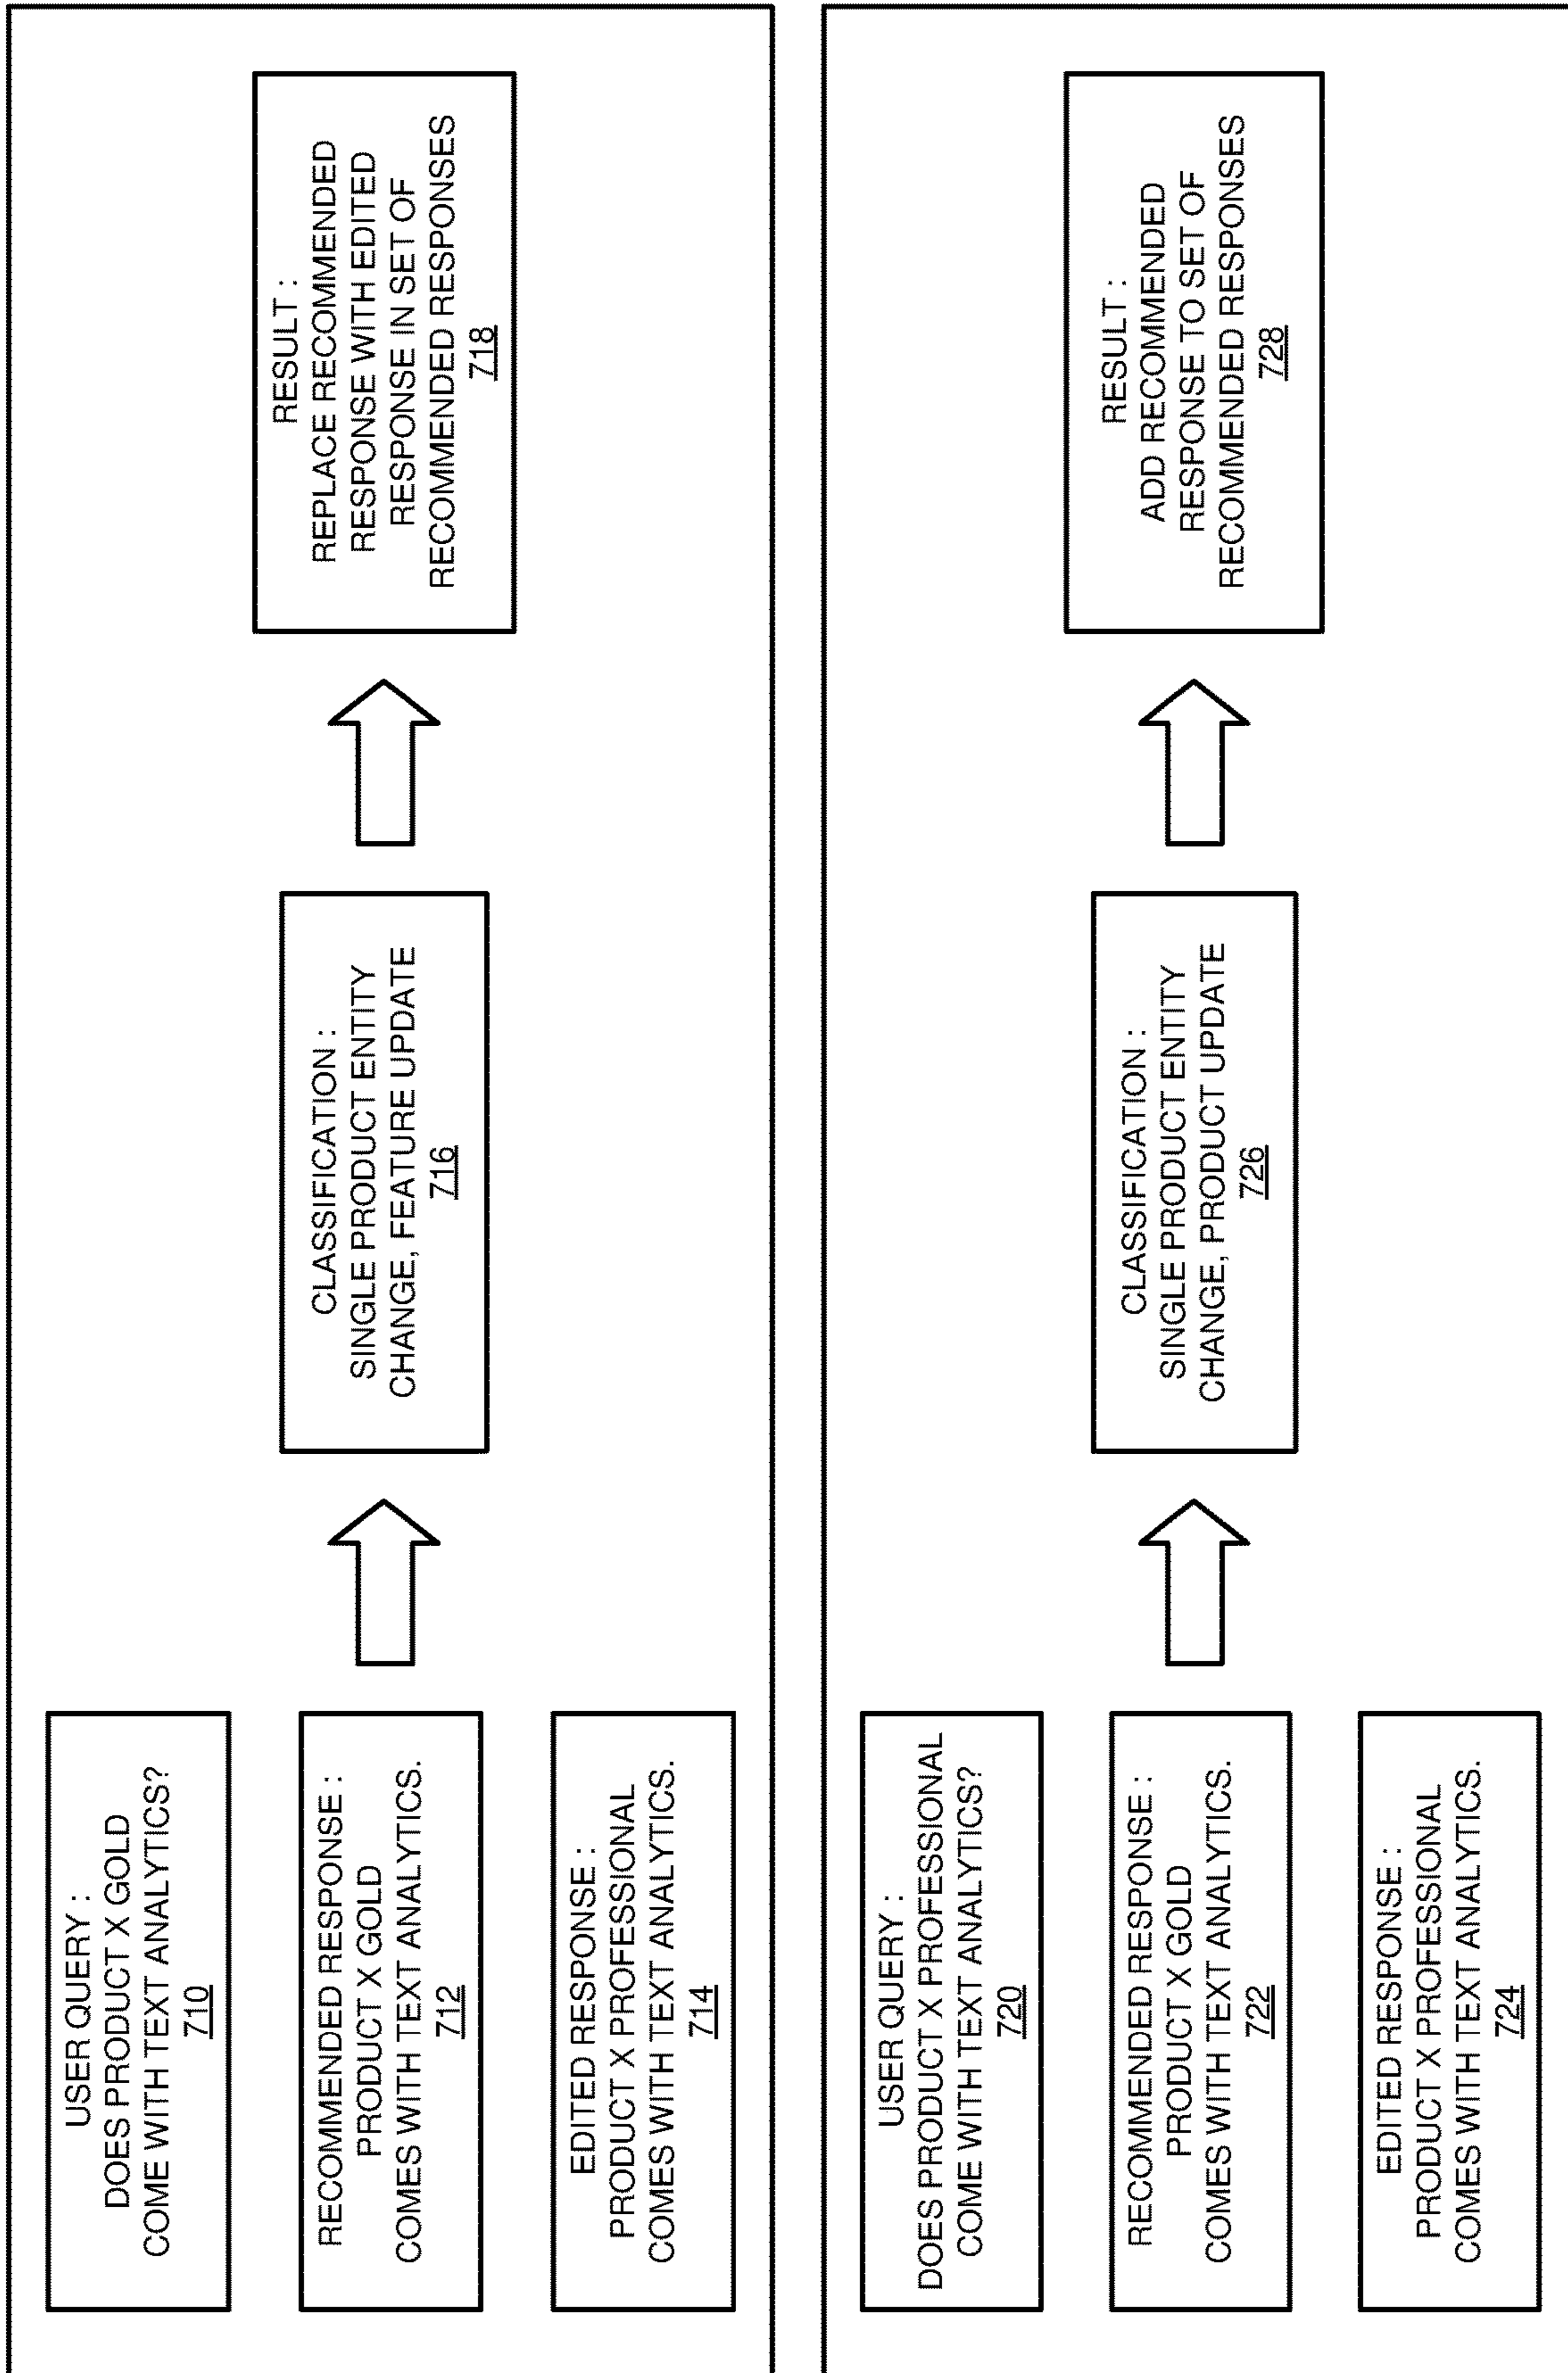 USER QUERY :
DOES PRODUCT X GOLD
COME WITH TEXT ANALYTICS?
710
RECOMMENDED RESPONSE :
PRODUCT X GOLD
COMES WITH TEXT ANALYTICS.
712
EDITED RESPONSE :
PRODUCT X PROFESSIONAL
COMES WITH TEXT ANALYTICS.
714
CLASSIFICATION :
SINGLE PRODUCT ENTITY
CHANGE, FEATURE UPDATE
716
RESULT :
REPLACE RECOMMENDED
RESPONSE WITH EDITED
RESPONSE IN SET OF
RECOMMENDED RESPONSES
718
USER QUERY :
DOES PRODUCT X PROFESSIONAL
COME WITH TEXT ANALYTICS?
720
RECOMMENDED RESPONSE :
PRODUCT X GOLD
COMES WITH TEXT ANALYTICS.
722
EDITED RESPONSE :
PRODUCT X PROFESSIONAL
COMES WITH TEXT ANALYTICS.
724
CLASSIFICATION :
SINGLE PRODUCT ENTITY
CHANGE, PRODUCT UPDATE
726
RESULT :
ADD RECOMMENDED
RESPONSE TO SET OF
RECOMMENDED RESPONSES
728